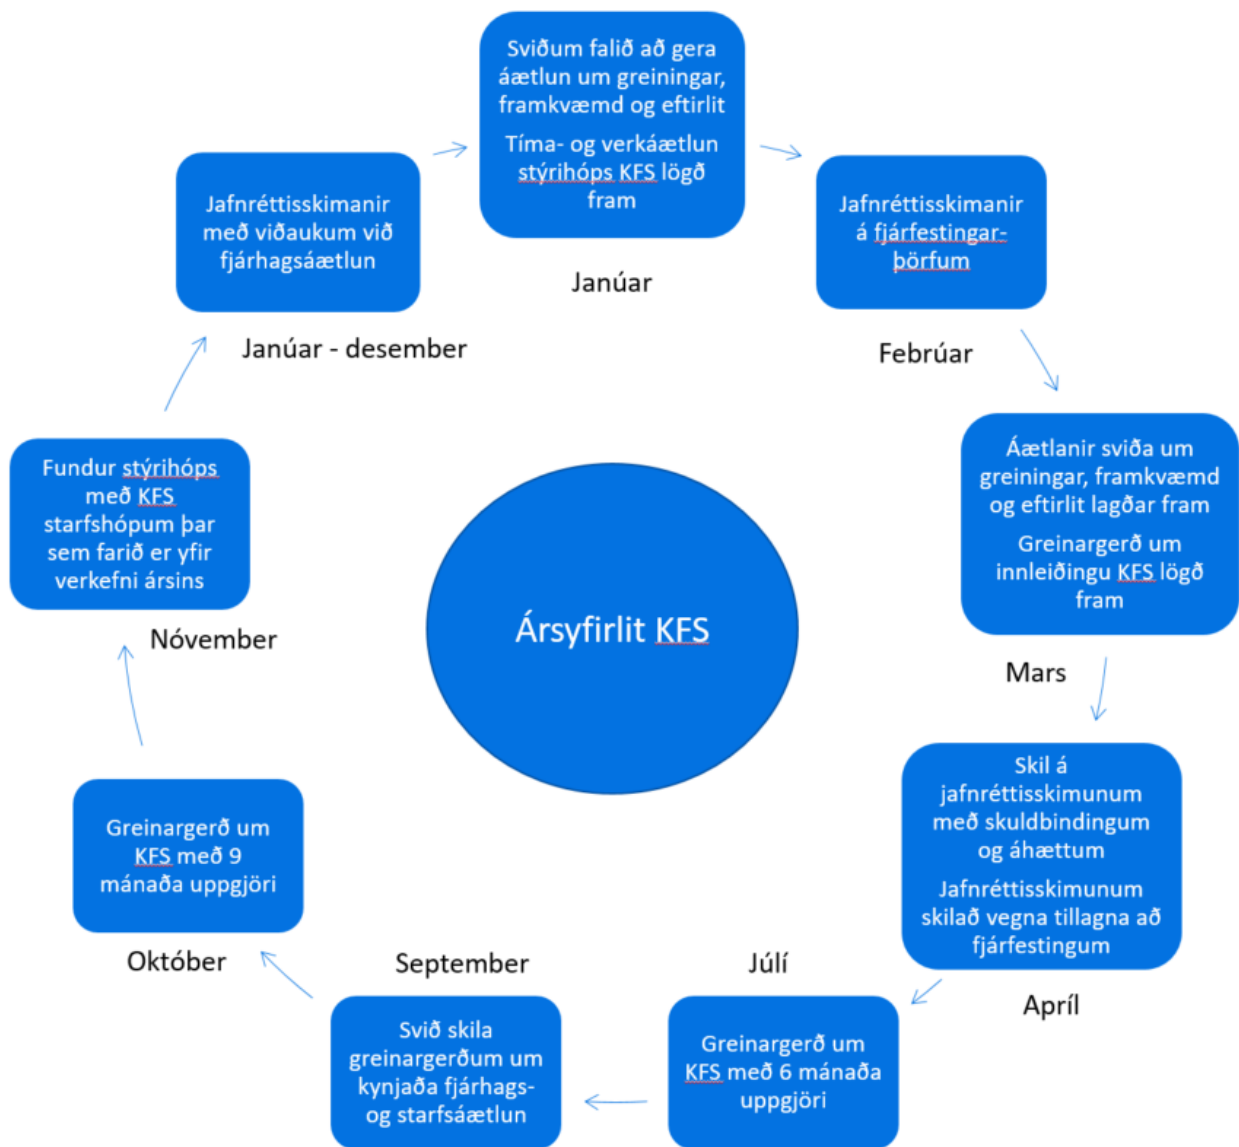 Sviðum falið að gera
áætlun um greiningar,
framkvæmd og eftirlit
Tíma- og verkáætlun
stýrihóps KFS lögð
fram
Janúar
Jafnréttisskimanir
á fjárfestingar-
þörfum
Febrúar
Áætlanir sviða um
greiningar, framkvæmd
og eftirlit lagðar fram
Greinargerð um
innleiðingu KFS lögð
fram
Mars
Skil á
jafnréttisskimunum
með skuldbindingum
og áhættum
Jafnréttisskimunum
skilað vegna tillagna að
fjárfestingum
Apríl
Júlí
Greinargerð um
KFS með 6 mánaða
uppgjöri
September
Svið skila
greinargerðum um
kynjaða fjárhags-
og starfsáætlun
Greinargerð um
KFS með 9
mánaða uppgjöri
Október
Fundur stýrihóps
með KFS
starfshópum þar
sem farið er yfir
verkefni ársins
Nóvember
Jafnréttisskimanir
með viðaukum við
fjárhagsáætlun
Janúar - desember
Ársyfirlit KFS